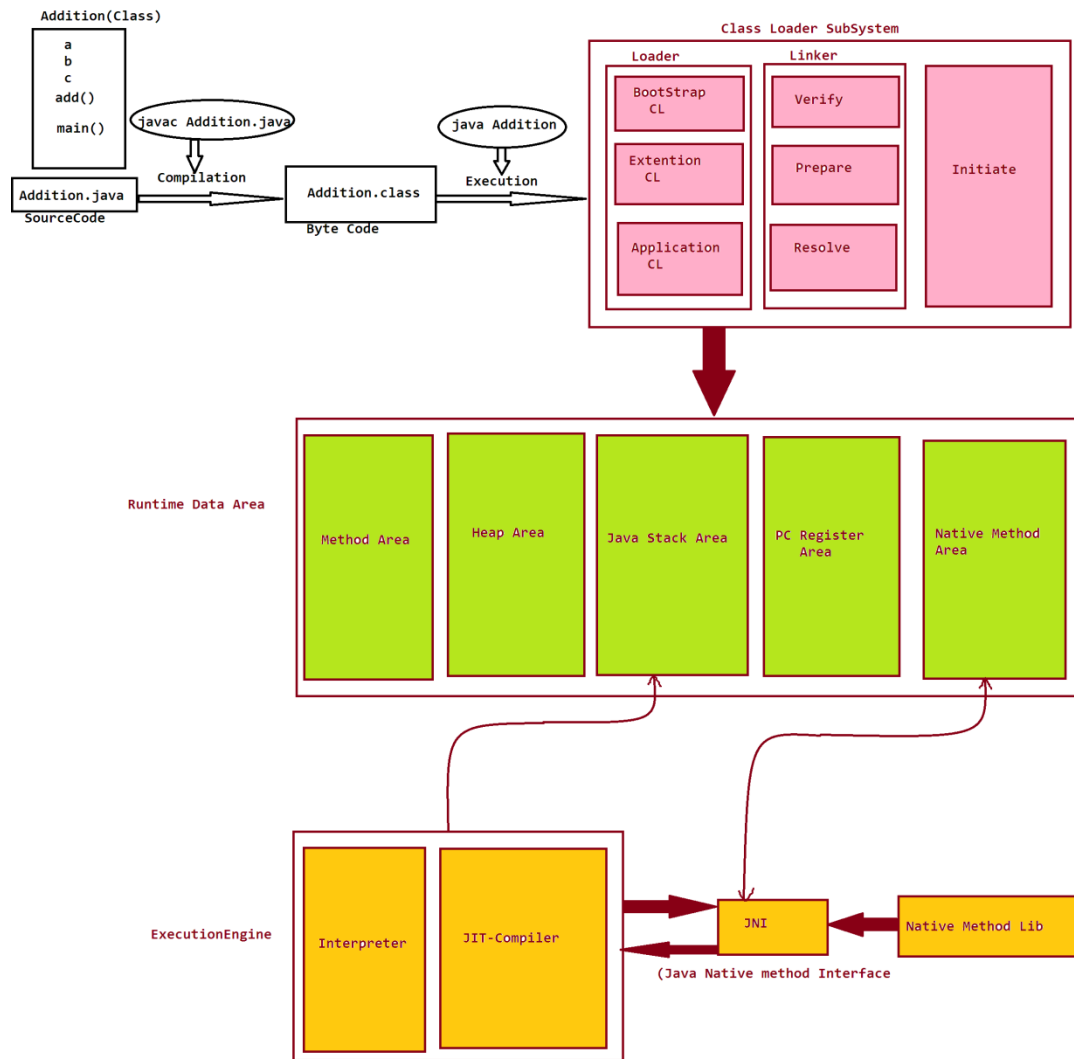 Addition(Class)
a
b
c
add()
main()
javac Addition.java
java Addition
Compilation
Execution
Addition.java
SourceCode
Addition.class
Byte Code
Class Loader SubSystem
Loader
BootStrap
CL
Extention
CL
Application
CL
Linker
Verify
Prepare
Resolve
Initiate
Runtime Data Area
Method Area
Heap Area
Java Stack Area
PC Register
Area
Native Method
Area
ExecutionEngine
Interpreter
JIT-Compiler
JNI
(Java Native method Interface
Native Method Lib